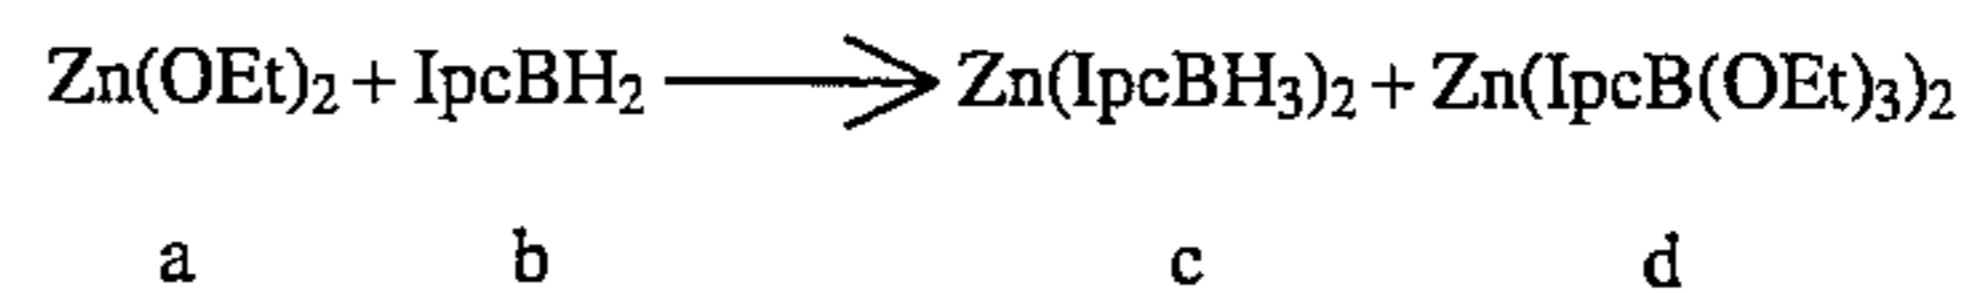 Zn(OEt)₂ + IpcBH₂ ⟶ Zn(IpcBH₃)₂ + Zn(IpcB(OEt)₃)₂
a b c d